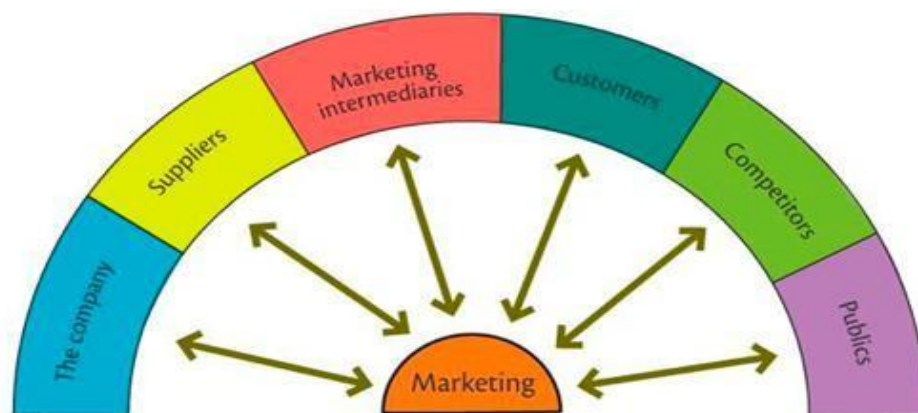 The company
Suppliers
Marketing
intermediaries
Customers
Competitors
Publics
Marketing